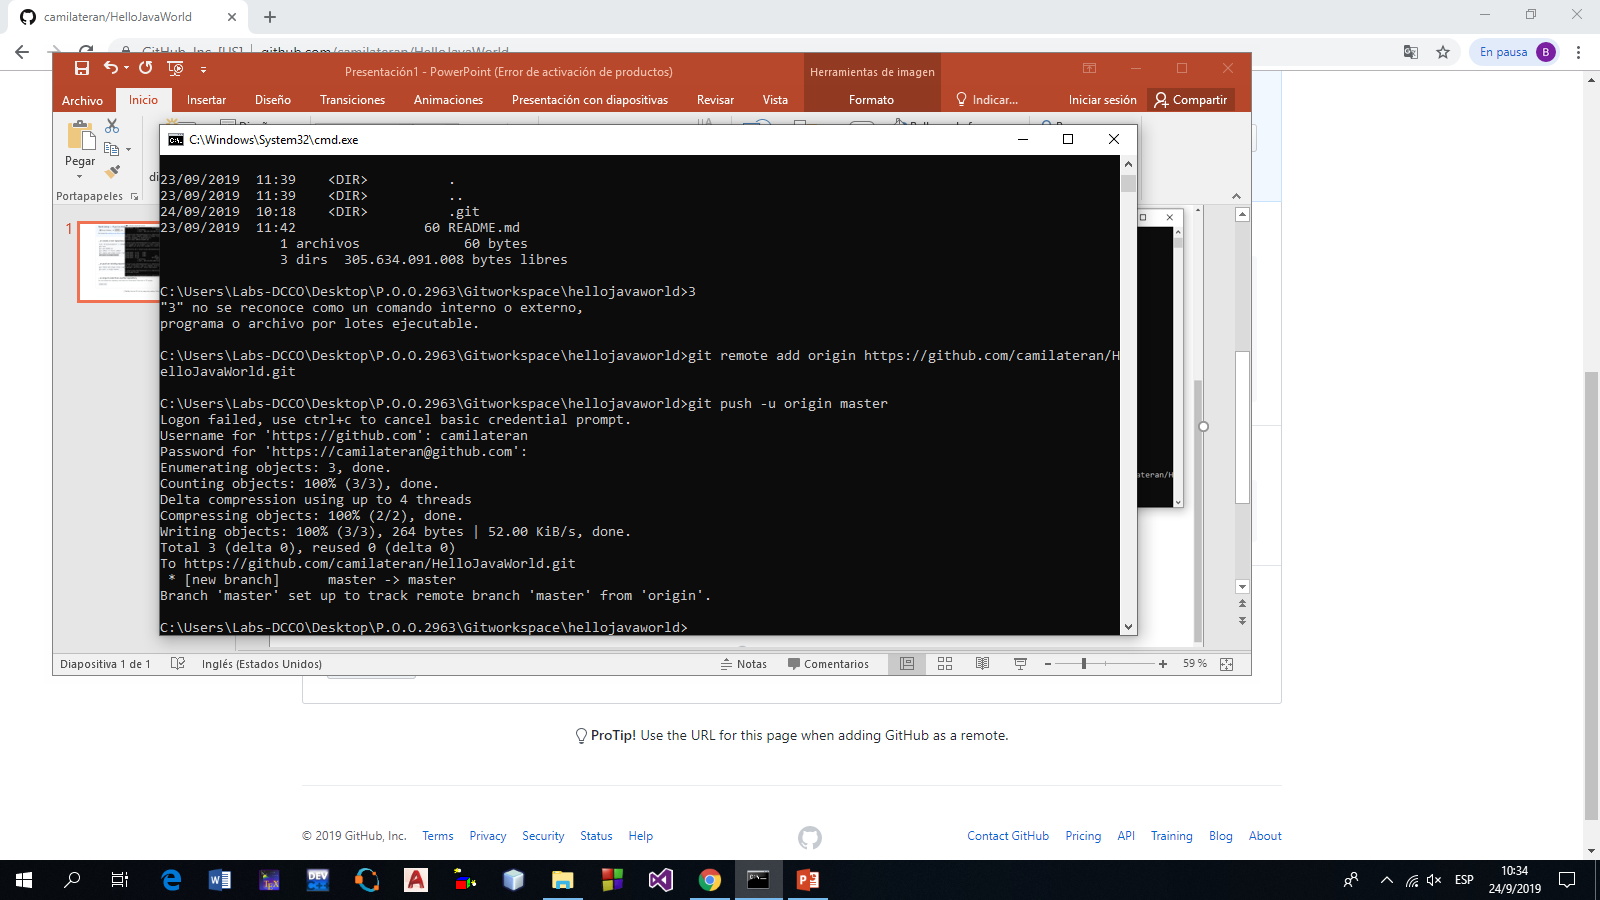 camilateran/HelloJavaWorld
GitHub, Inc. [US] github.com/camilateran/HelloJavaWorld
En pausa B
Presentación1 - PowerPoint (Error de activación de productos)
Herramientas de imagen
Archivo Inicio Insertar Diseño Transiciones Animaciones Presentación con diapositivas Revisar Vista Formato Indicar... Iniciar sesión Compartir
Pegar
Portapapeles
C:\Windows\System32\cmd.exe
23/09/2019  11:39    <DIR>          .
23/09/2019  11:39    <DIR>          ..
24/09/2019  10:18    <DIR>          .git
23/09/2019  11:42                60 README.md
1 archivos             60 bytes
3 dirs  305.634.091.008 bytes libres
C:\Users\Labs-DCCO\Desktop\P.O.O.2963\Gitworkspace\hellojavaworld>3
"3" no se reconoce como un comando interno o externo,
programa o archivo por lotes ejecutable.
C:\Users\Labs-DCCO\Desktop\P.O.O.2963\Gitworkspace\hellojavaworld>git remote add origin https://github.com/camilateran/H
elloJavaWorld.git
C:\Users\Labs-DCCO\Desktop\P.O.O.2963\Gitworkspace\hellojavaworld>git push -u origin master
Logon failed, use ctrl+c to cancel basic credential prompt.
Username for 'https://github.com': camilateran
Password for 'https://camilateran@github.com':
Enumerating objects: 3, done.
Counting objects: 100% (3/3), done.
Delta compression using up to 4 threads
Compressing objects: 100% (2/2), done.
Writing objects: 100% (3/3), 264 bytes | 52.00 KiB/s, done.
Total 3 (delta 0), reused 0 (delta 0)
To https://github.com/camilateran/HelloJavaWorld.git
* [new branch]      master -> master
Branch 'master' set up to track remote branch 'master' from 'origin'.
C:\Users\Labs-DCCO\Desktop\P.O.O.2963\Gitworkspace\hellojavaworld>
1
ateran/H
Diapositiva 1 de 1 Inglés (Estados Unidos) Notas Comentarios 59 %
ProTip! Use the URL for this page when adding GitHub as a remote.
© 2019 GitHub, Inc. Terms Privacy Security Status Help Contact GitHub Pricing API Training Blog About
ESP
10:34
24/9/2019